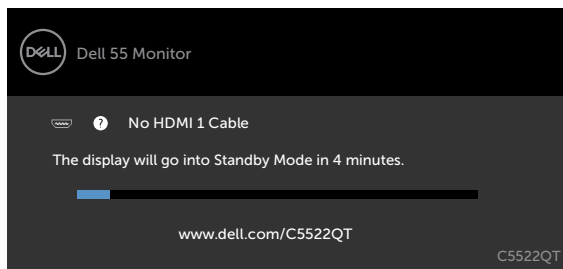 DELL
Dell 55 Monitor
? No HDMI 1 Cable
The display will go into Standby Mode in 4 minutes.
www.dell.com/C5522QT
C5522QT